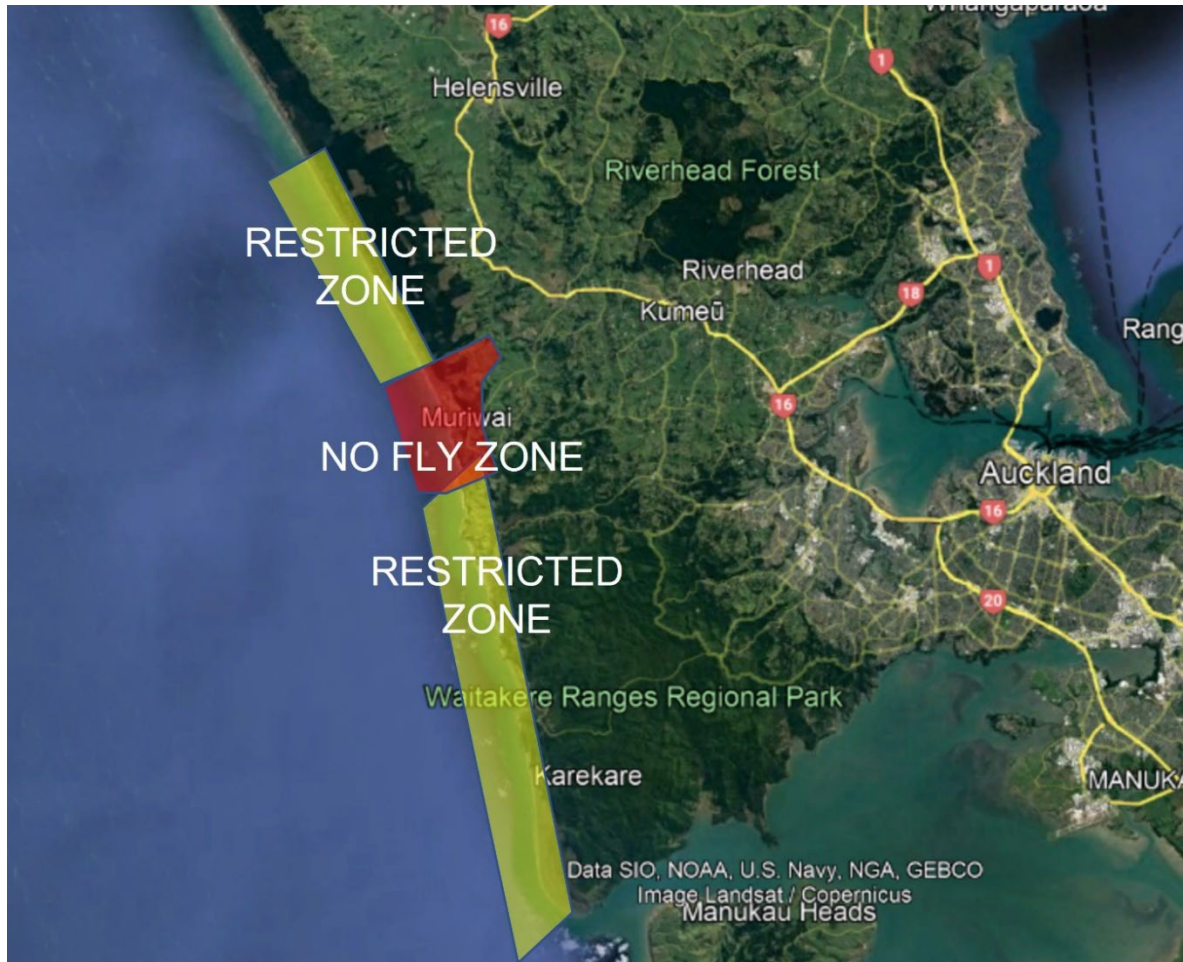 Whangaparaoa
16
1
Helensville
Riverhead Forest
RESTRICTED
ZONE
Riverhead
1
18
Kumeū
Muriwai
16
NO FLY ZONE
Auckland
16
RESTRICTED
ZONE
20
Waitakere Ranges Regional Park
Karekare
Data SIO, NOAA, U.S. Navy, NGA, GEBCO
Image Landsat / Copernicus
Manukau Heads